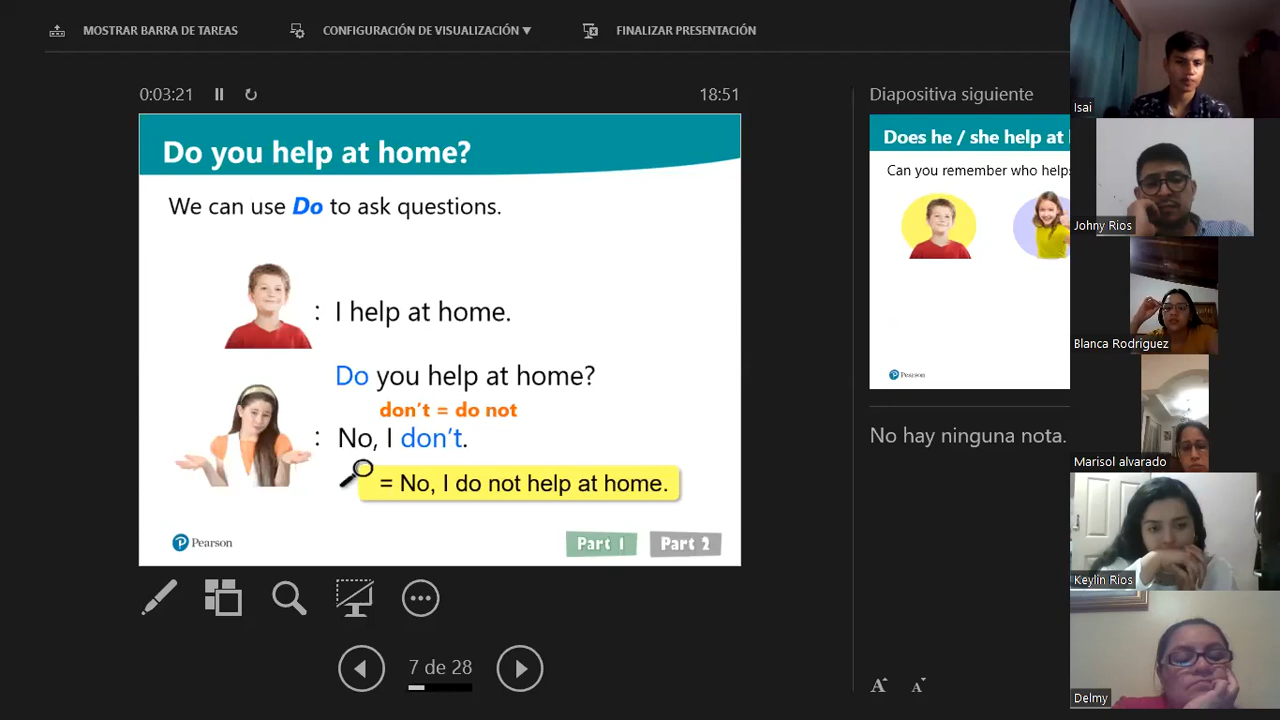 MOSTRAR BARRA DE TAREAS
CONFIGURACIÓN DE VISUALIZACIÓN ▼
FINALIZAR PRESENTACIÓN
0:03:21
18:51
Do you help at home?
We can use Do to ask questions.
: I help at home.
Do you help at home?
don't = do not
: No, I don't.
= No, I do not help at home.
Pearson
Part 1
Part 2
7 de 28
Diapositiva siguiente
Does he / she help at
Can you remember who helps
Pearson
No hay ninguna nota.
A A
Isai
Johny Rios
Blanca Rodriguez
Marisol alvarado
Keylin Rios
Delmy